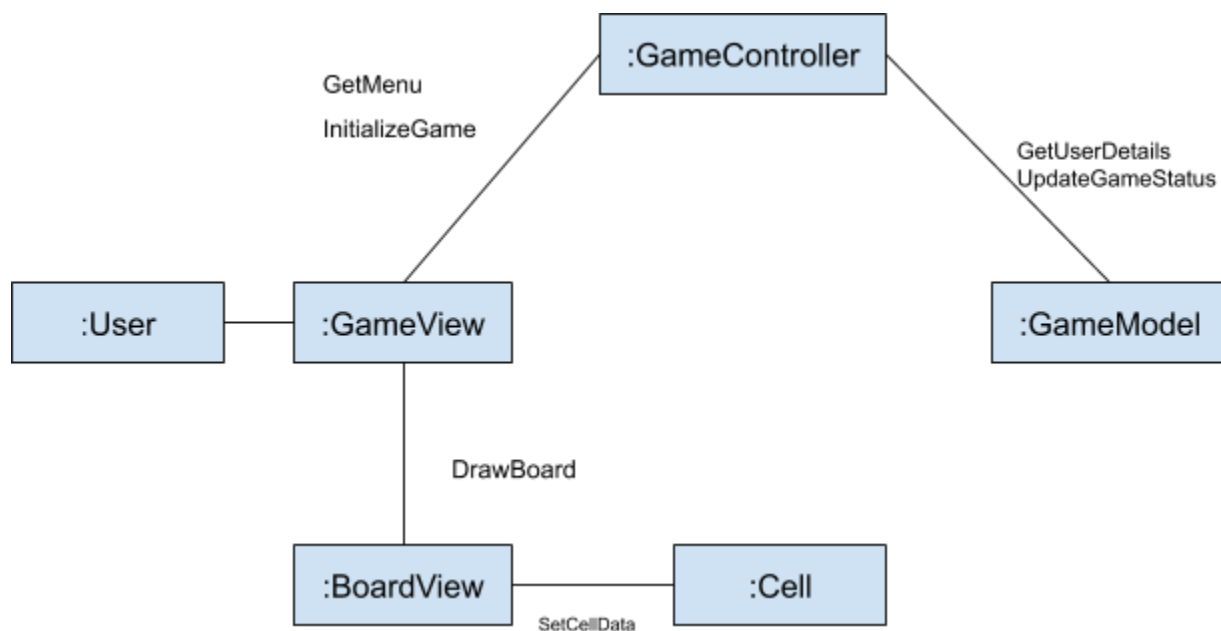 :GameController
GetMenu
InitializeGame
GetUserDetails
UpdateGameStatus
:User
:GameView
:GameModel
DrawBoard
:BoardView
:Cell
SetCellData